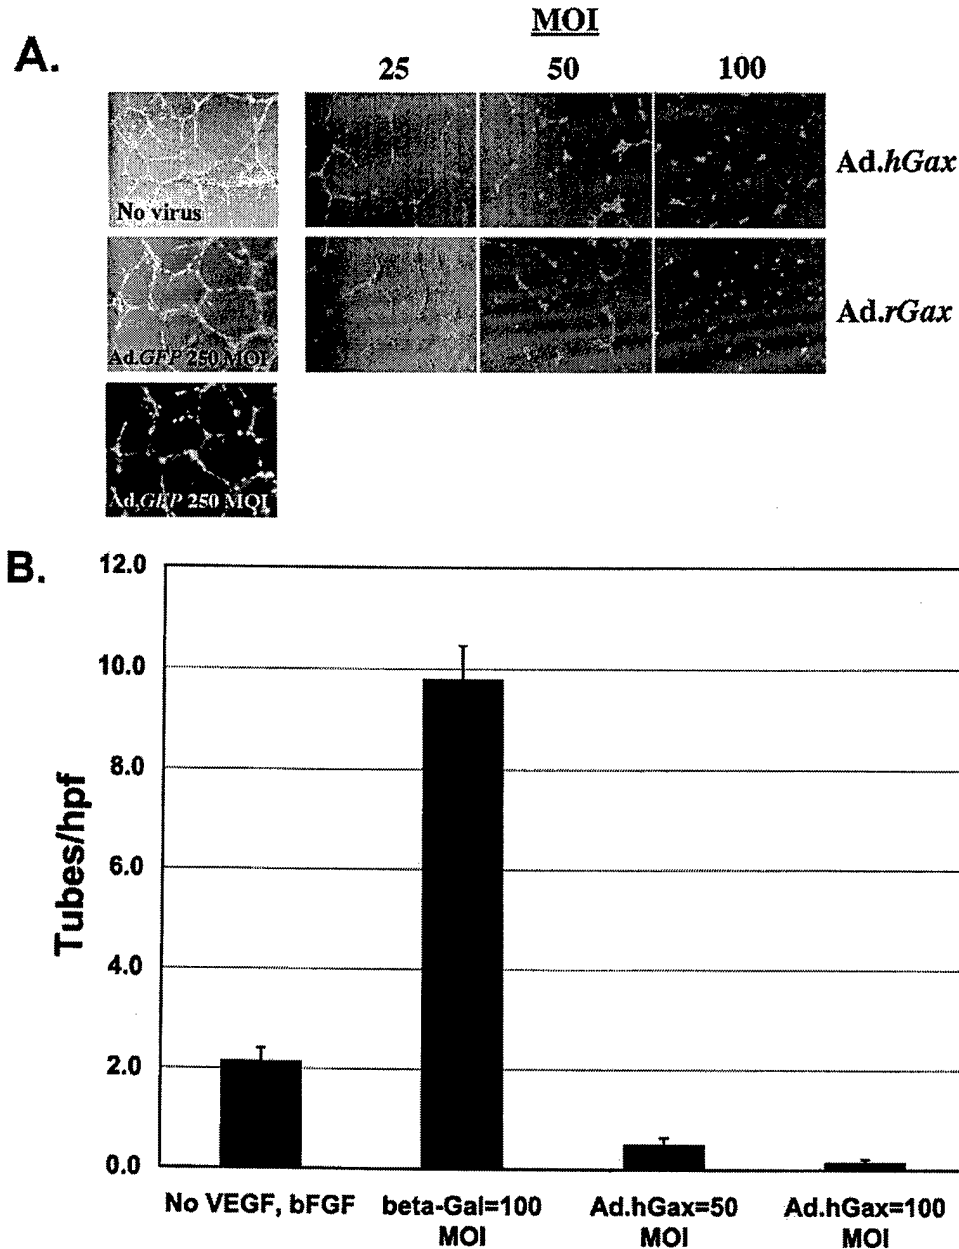 A.
MOI
25 50 100
No virus
Ad.hGax
Ad.GFP 250 MOI
Ad.rGax
Ad.GFP 250 MOI
B.
12.0
10.0
8.0
6.0
4.0
2.0
0.0
Tubes/hpf
No VEGF, bFGF beta-Gal=100 Ad.hGax=50 Ad.hGax=100
MOI MOI MOI